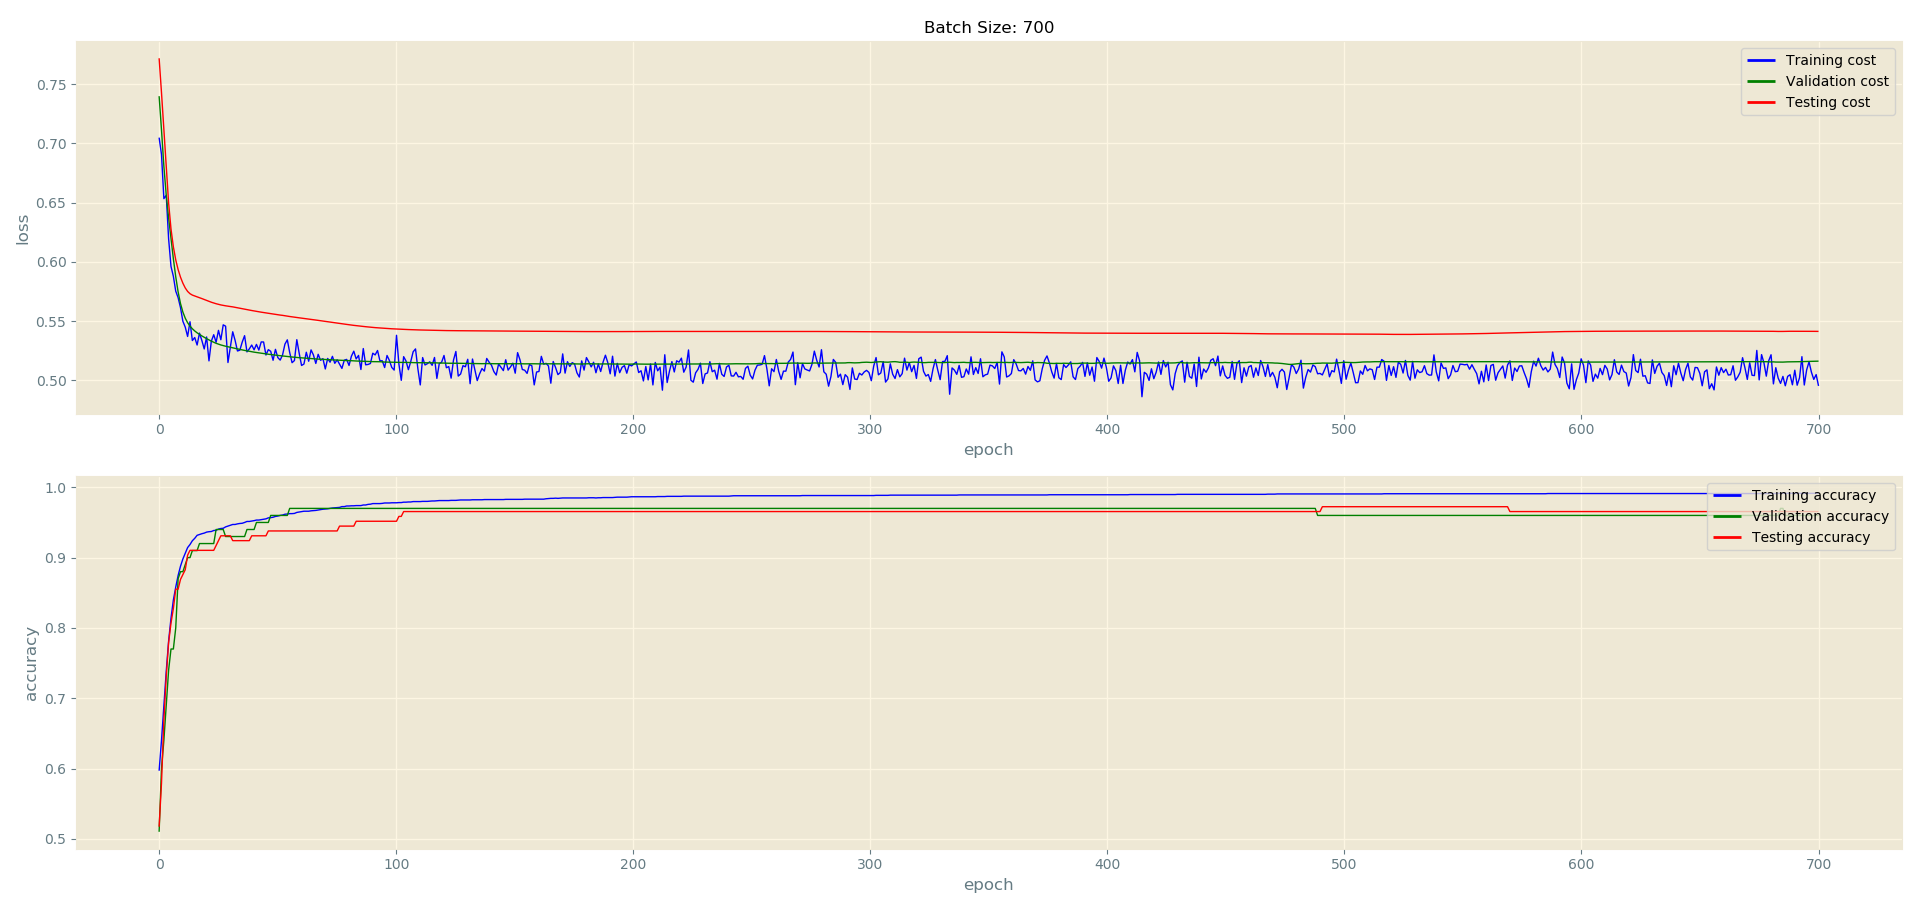 Batch Size: 700
Training cost
Validation cost
Testing cost
0.75
0.70
0.65
0.60
0.55
0.50
loss
0 100 200 300 400 500 600 700
epoch
Training accuracy
Validation accuracy
Testing accuracy
1.0
0.9
0.8
0.7
0.6
0.5
accuracy
0 100 200 300 400 500 600 700
epoch